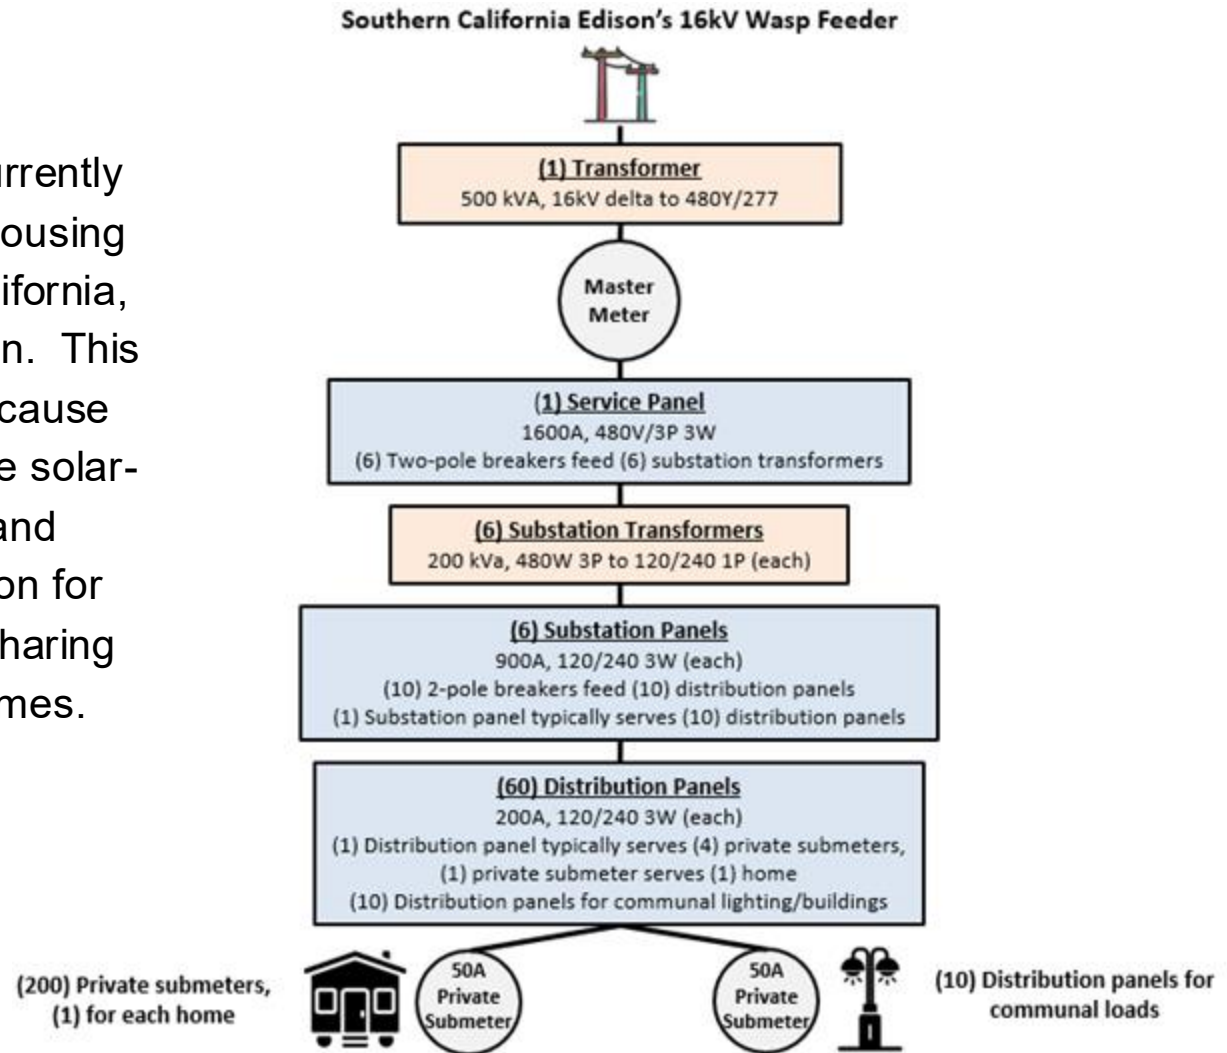 Southern California Edison's 16kV Wasp Feeder
urrently
ousing
ifornia,
n.  This
cause
e solar-
and
on for
haring
mes.
(1) Transformer
500 kVA, 16kV delta to 480Y/277
Master
Meter
(1) Service Panel
1600A, 480V/3P 3W
(6) Two-pole breakers feed (6) substation transformers
(6) Substation Transformers
200 kVa, 480W 3P to 120/240 1P (each)
(6) Substation Panels
900A, 120/240 3W (each)
(10) 2-pole breakers feed (10) distribution panels
(1) Substation panel typically serves (10) distribution panels
(60) Distribution Panels
200A, 120/240 3W (each)
(1) Distribution panel typically serves (4) private submeters,
(1) private submeter serves (1) home
(10) Distribution panels for communal lighting/buildings
(200) Private submeters,
(1) for each home
50A
Private
Submeter
50A
Private
Submeter
(10) Distribution panels for
communal loads